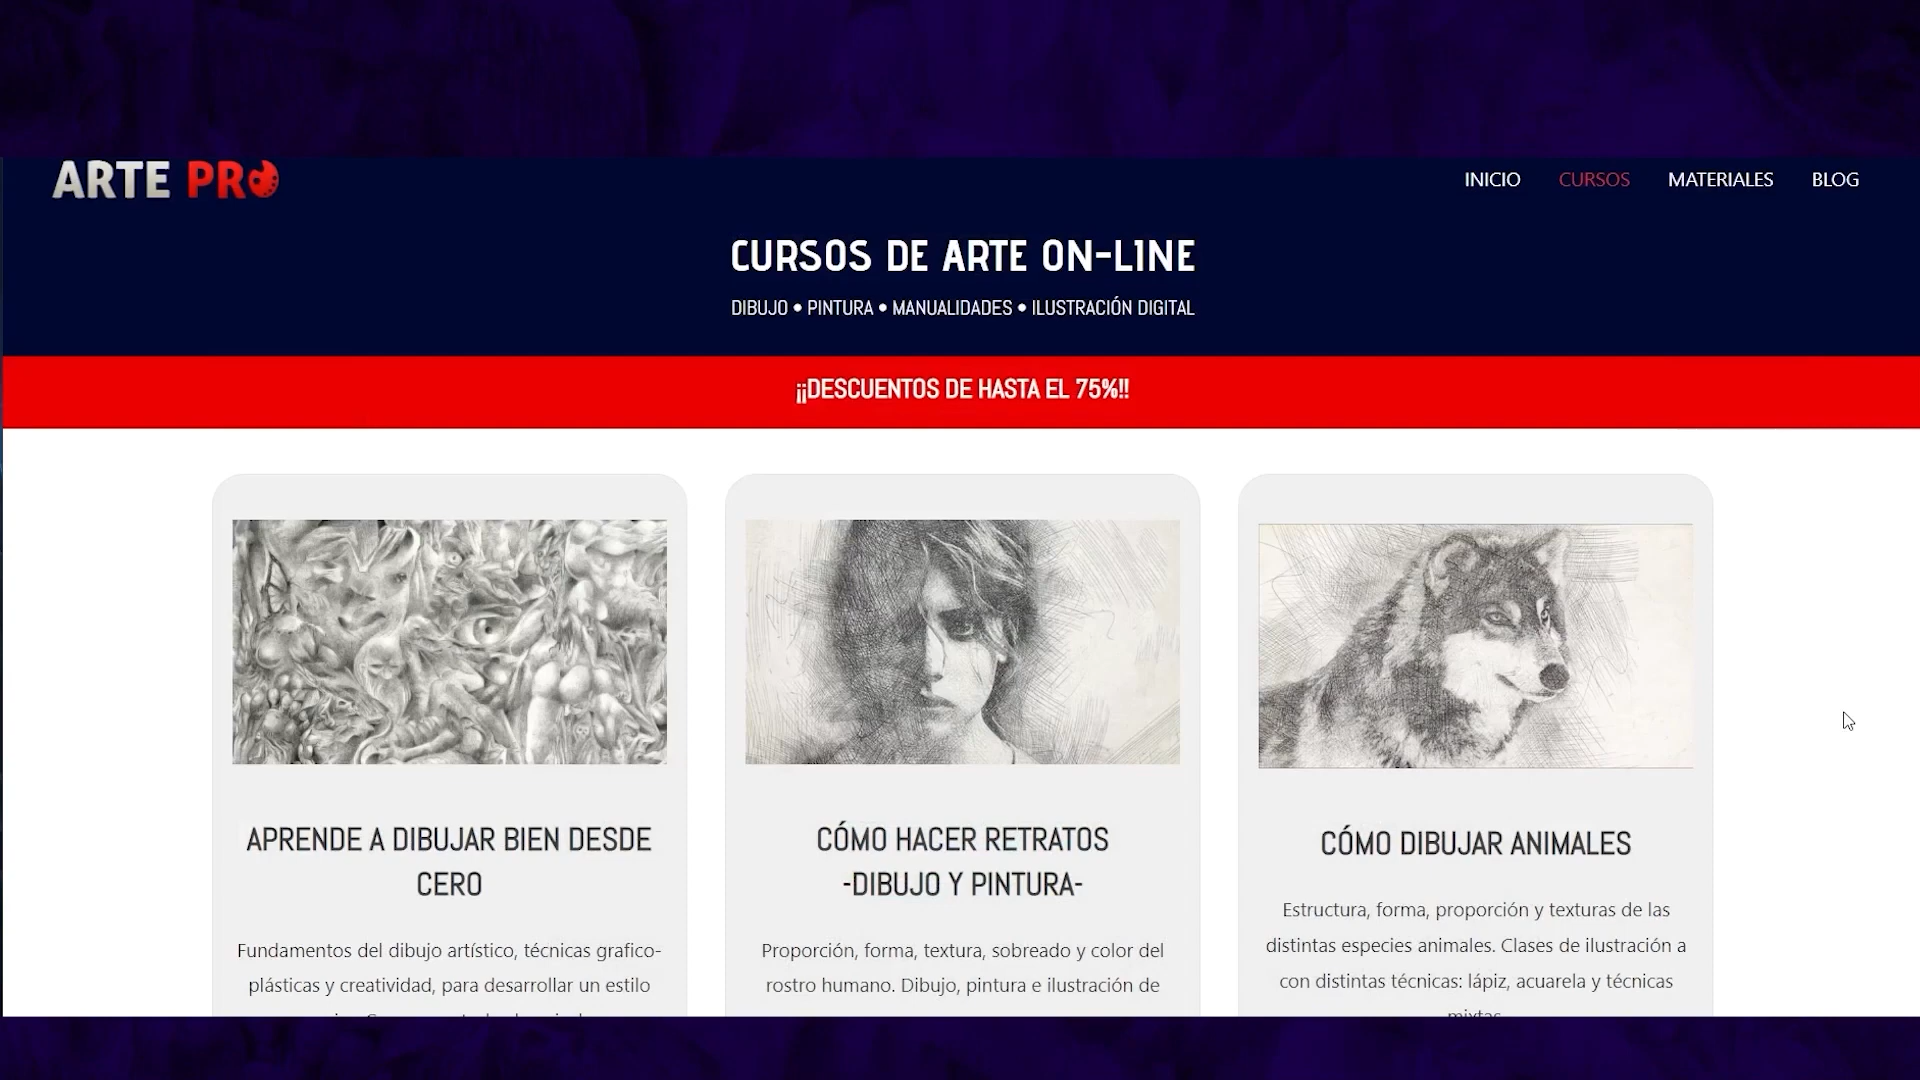 ARTE PRO
INICIO CURSOS MATERIALES BLOG
CURSOS DE ARTE ON-LINE
DIBUJO • PINTURA • MANUALIDADES • ILUSTRACIÓN DIGITAL
¡¡DESCUENTOS DE HASTA EL 75%!!
APRENDE A DIBUJAR BIEN DESDE
CERO
Fundamentos del dibujo artístico, técnicas grafico-
plásticas y creatividad, para desarrollar un estilo
CÓMO HACER RETRATOS
-DIBUJO Y PINTURA-
Proporción, forma, textura, sobreado y color del
rostro humano. Dibujo, pintura e ilustración de
CÓMO DIBUJAR ANIMALES
Estructura, forma, proporción y texturas de las
distintas especies animales. Clases de ilustración a
con distintas técnicas: lápiz, acuarela y técnicas
mixtas